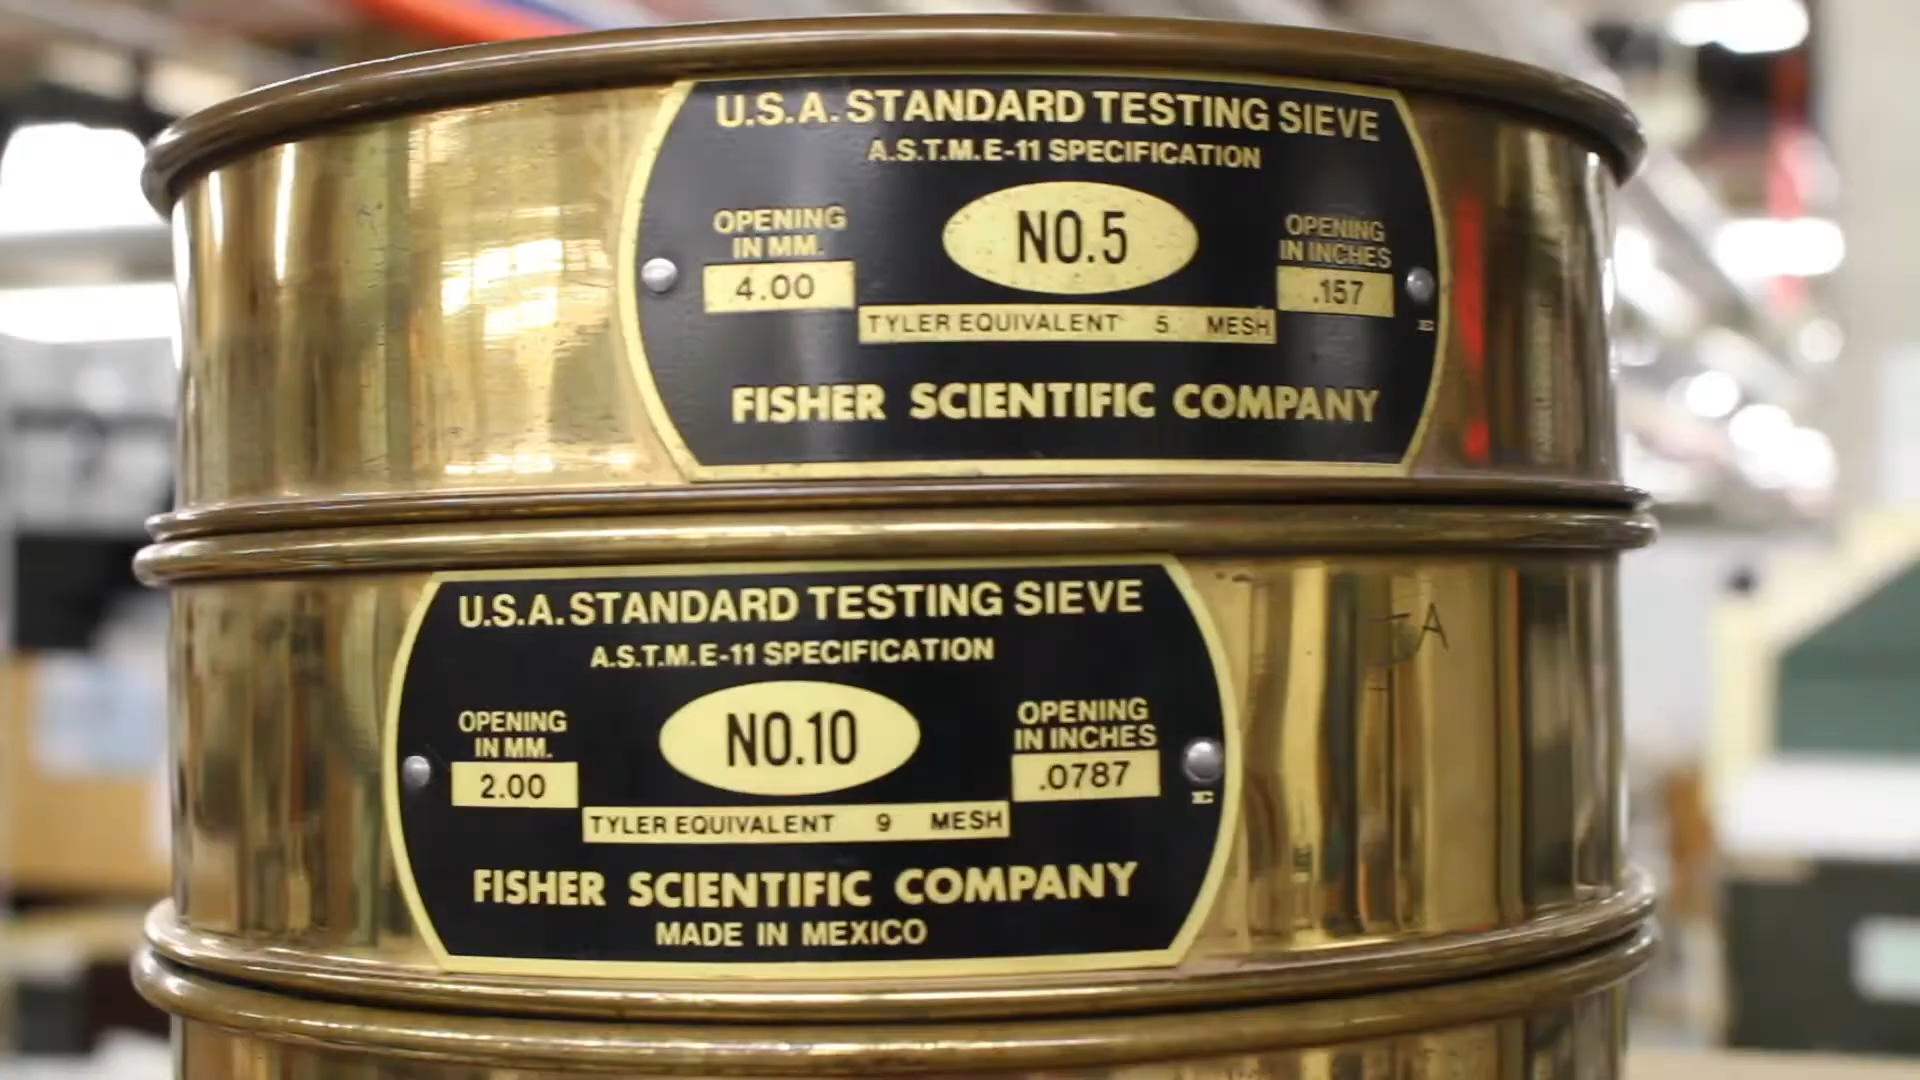 U.S.A. STANDARD TESTING SIEVE
A.S.T.M. E-11 SPECIFICATION
OPENING
IN MM.
4.00
NO.5
OPENING
IN INCHES
.157
TYLER EQUIVALENT 5 MESH
FISHER SCIENTIFIC COMPANY
U.S.A. STANDARD TESTING SIEVE
A.S.T.M. E-11 SPECIFICATION
OPENING
IN MM.
2.00
NO.10
OPENING
IN INCHES
.0787
TYLER EQUIVALENT 9 MESH
FISHER SCIENTIFIC COMPANY
MADE IN MEXICO